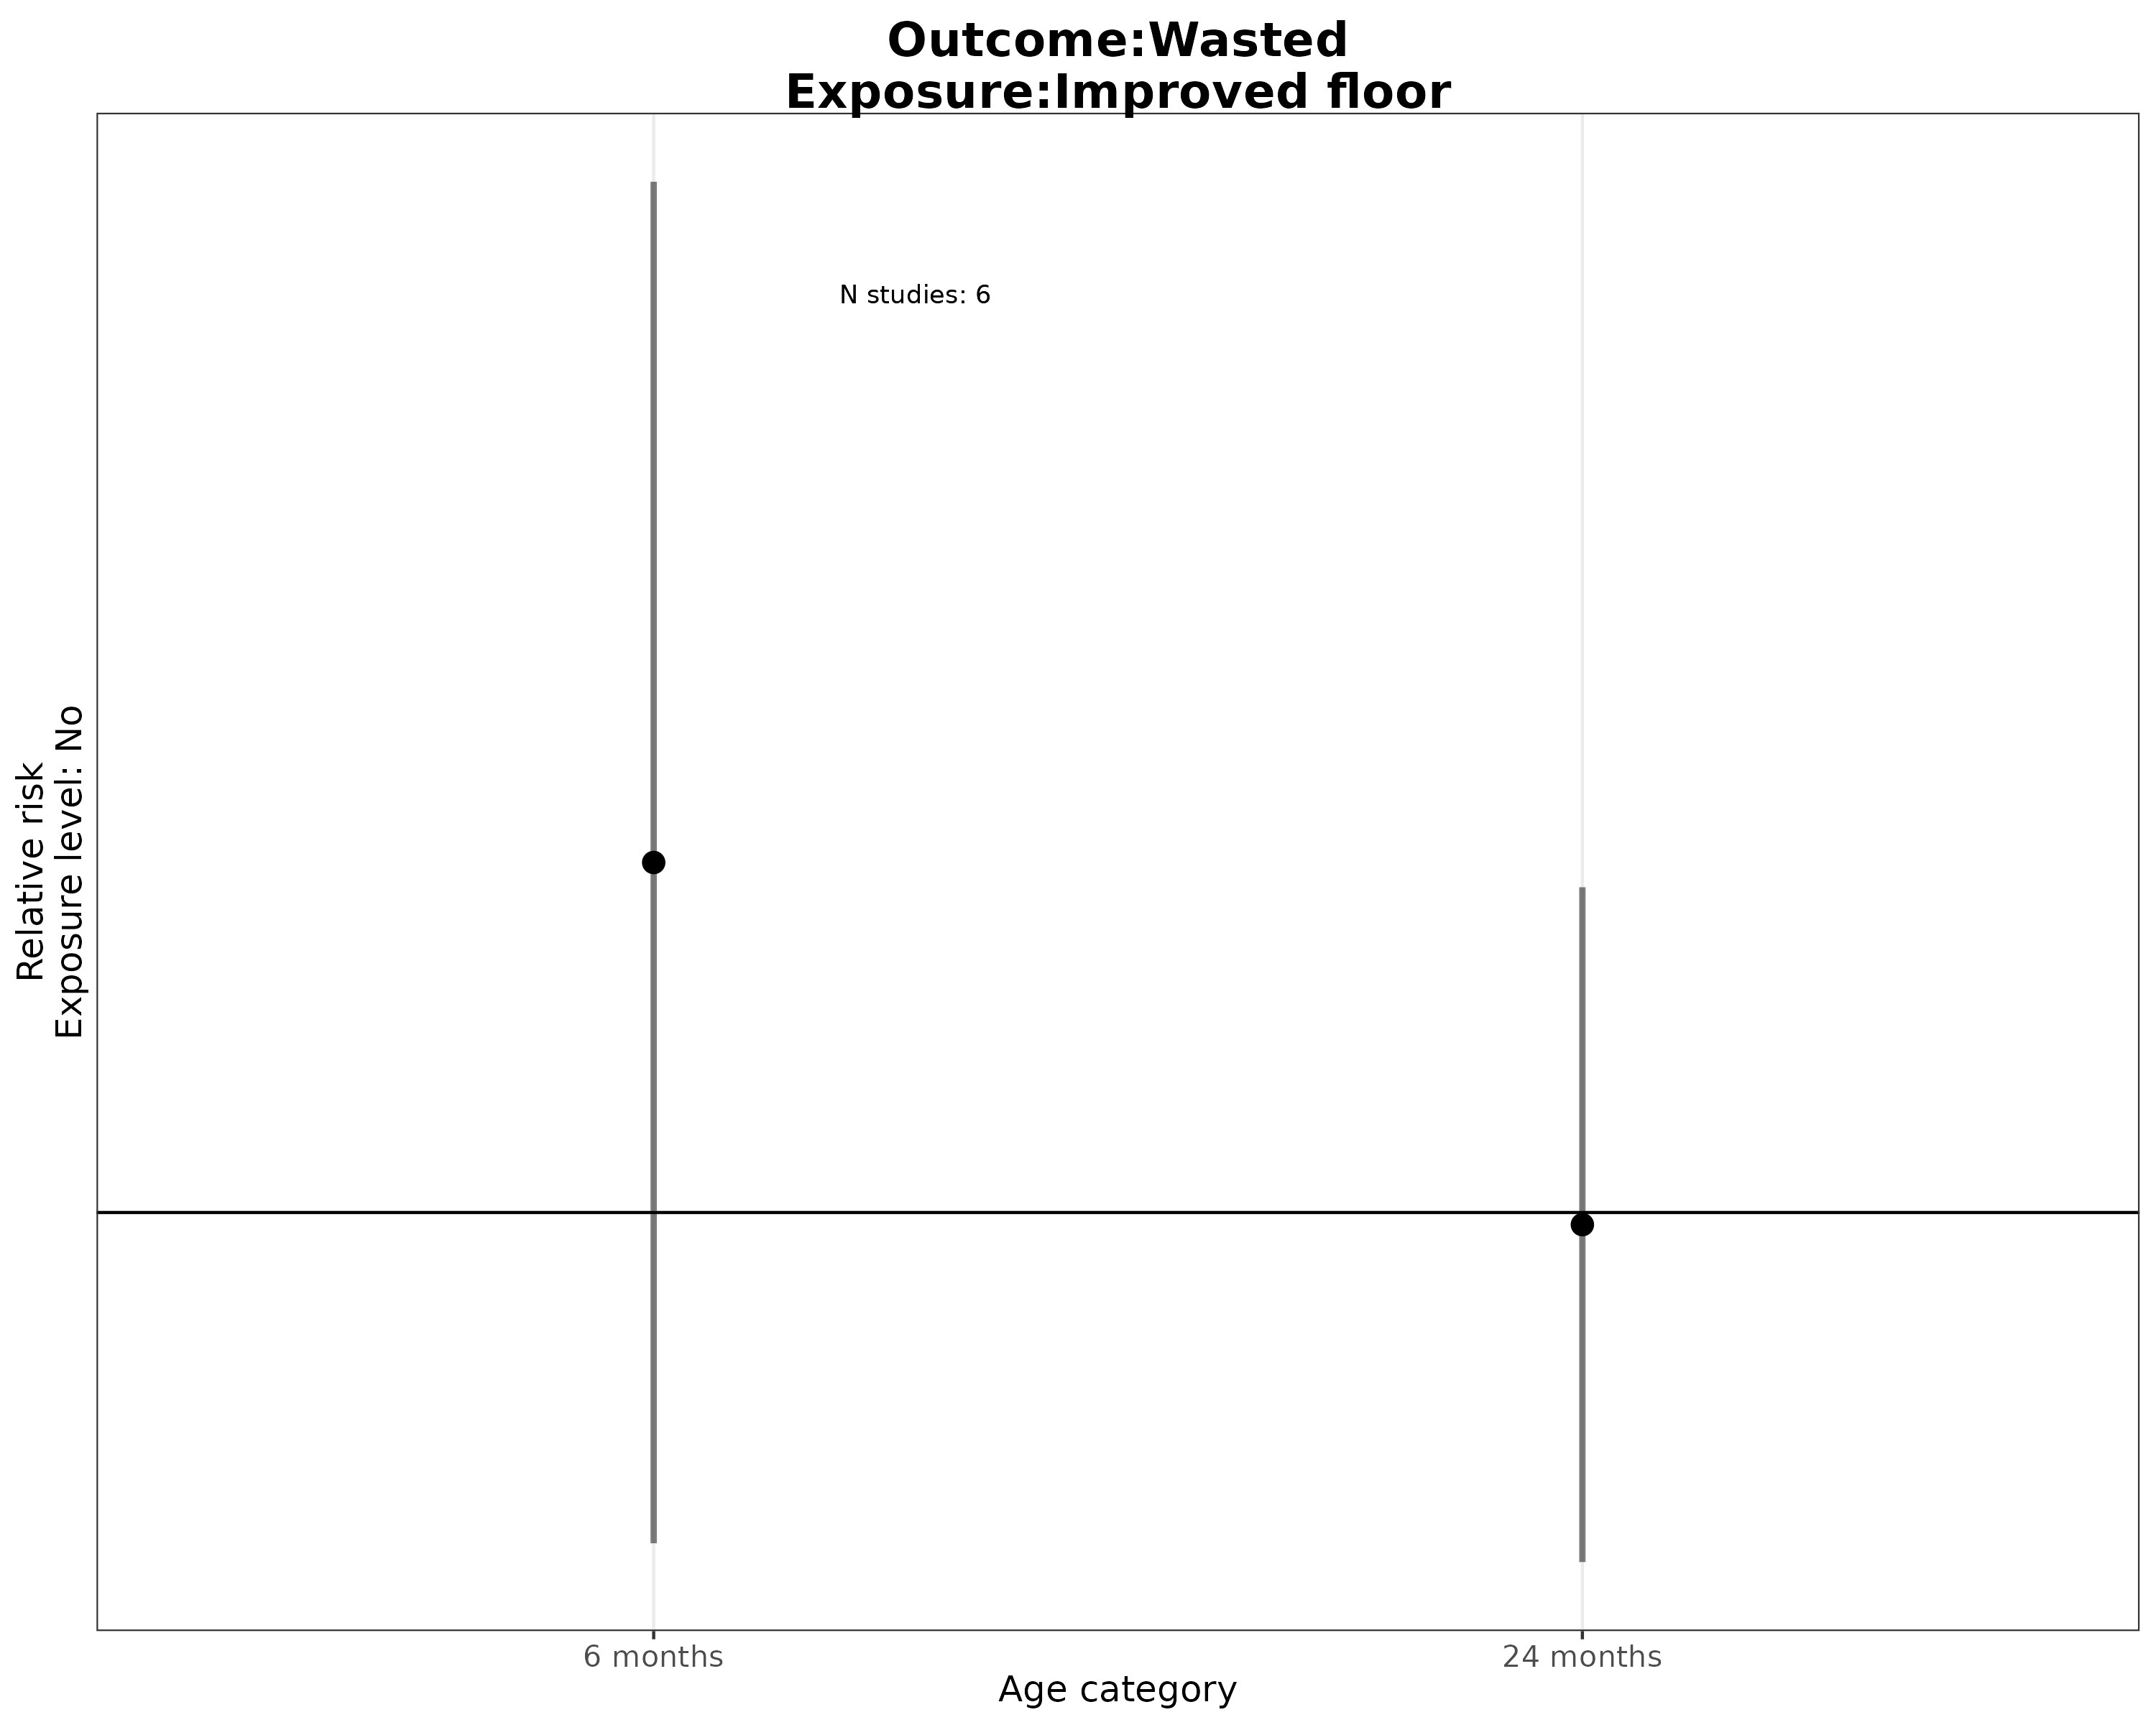 Outcome:Wasted
Exposure:Improved floor
N studies: 6
Relative risk
Exposure level: No
6 months
24 months
Age category